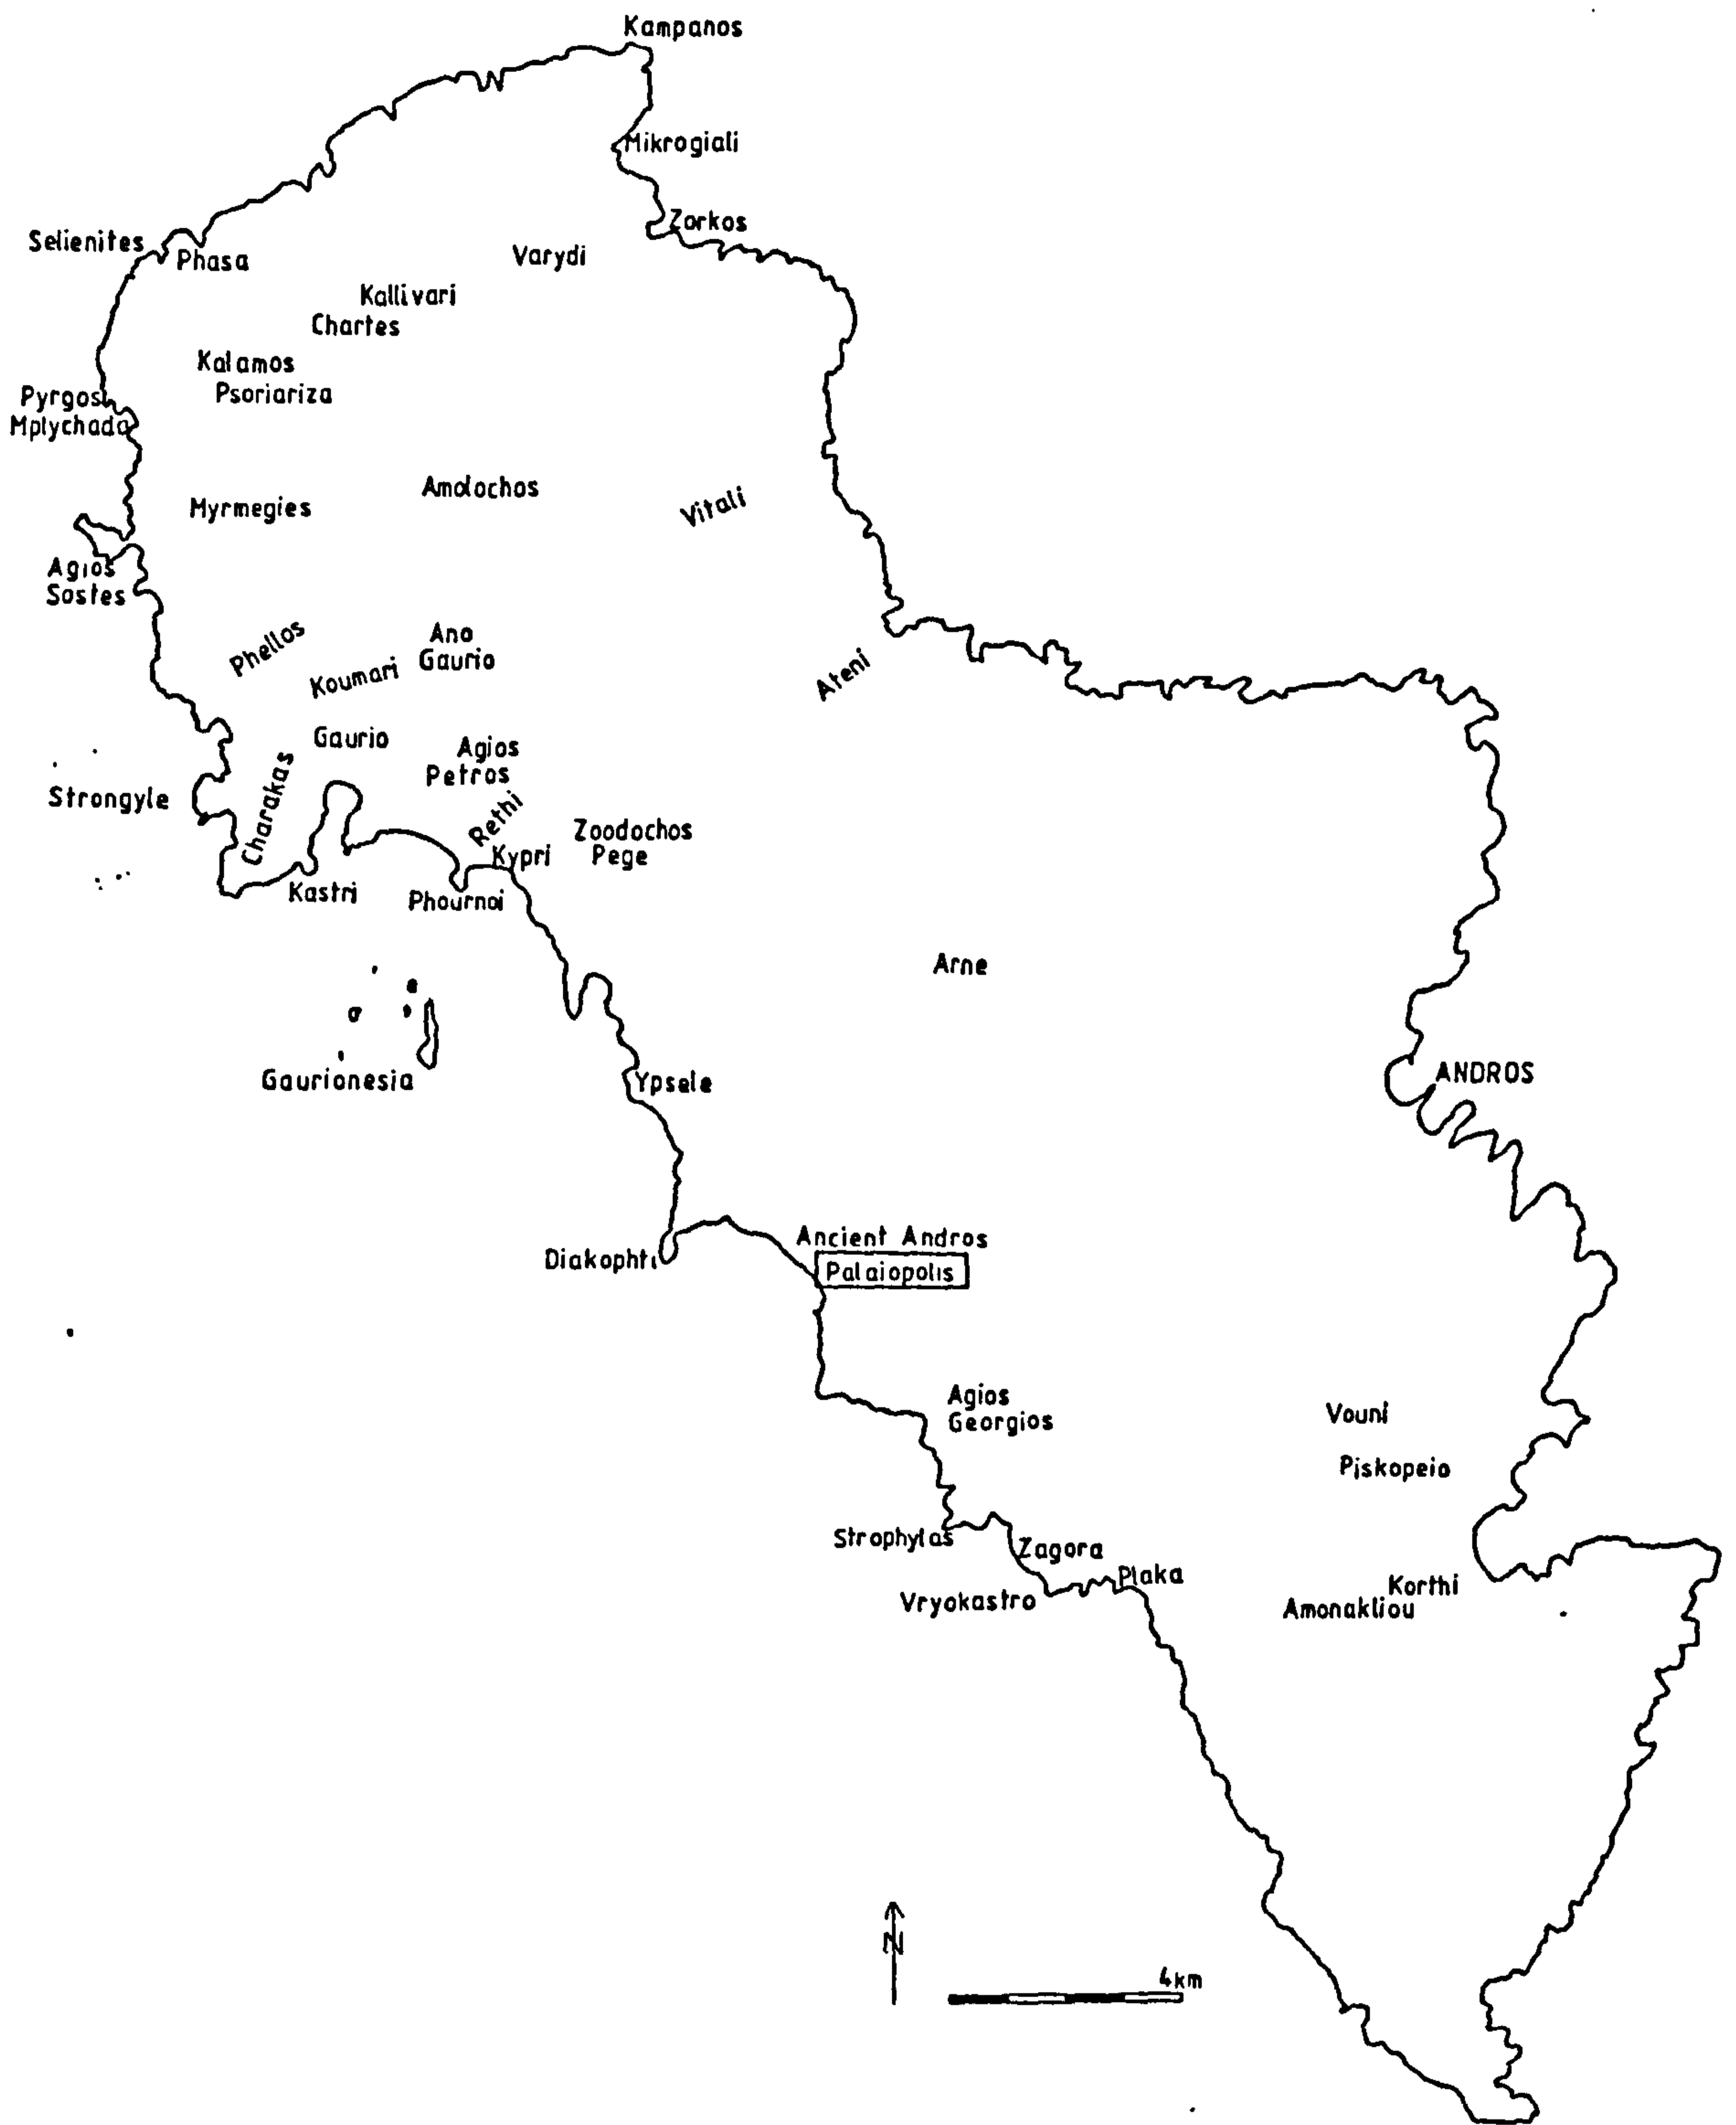 Kampanos
Mikrogiali
Zorkos
Selienites
Phasa
Varydi
Kallivari
Chartes
Kalamos
Psoriariza
Pyrgos
Mplychada
Amolochos
Vitali
Myrmegies
Agios
Sostes
Phellos
Ano
Gaurio
Koumari
Ateni
Gaurio
Agios
Petros
Strongyle
Charakas
Rethi
Zoodochos
Pege
Kypri
Kastri
Phournoi
Arne
Gaurionesia
Ypsele
ANDROS
Ancient Andros
Palaiopolis
Diakophti
Agios
Georgios
Vouni
Piskopeio
Strophylas
Zagora
Plaka
Vryokastro
Korthi
Amonakliou
N
4km